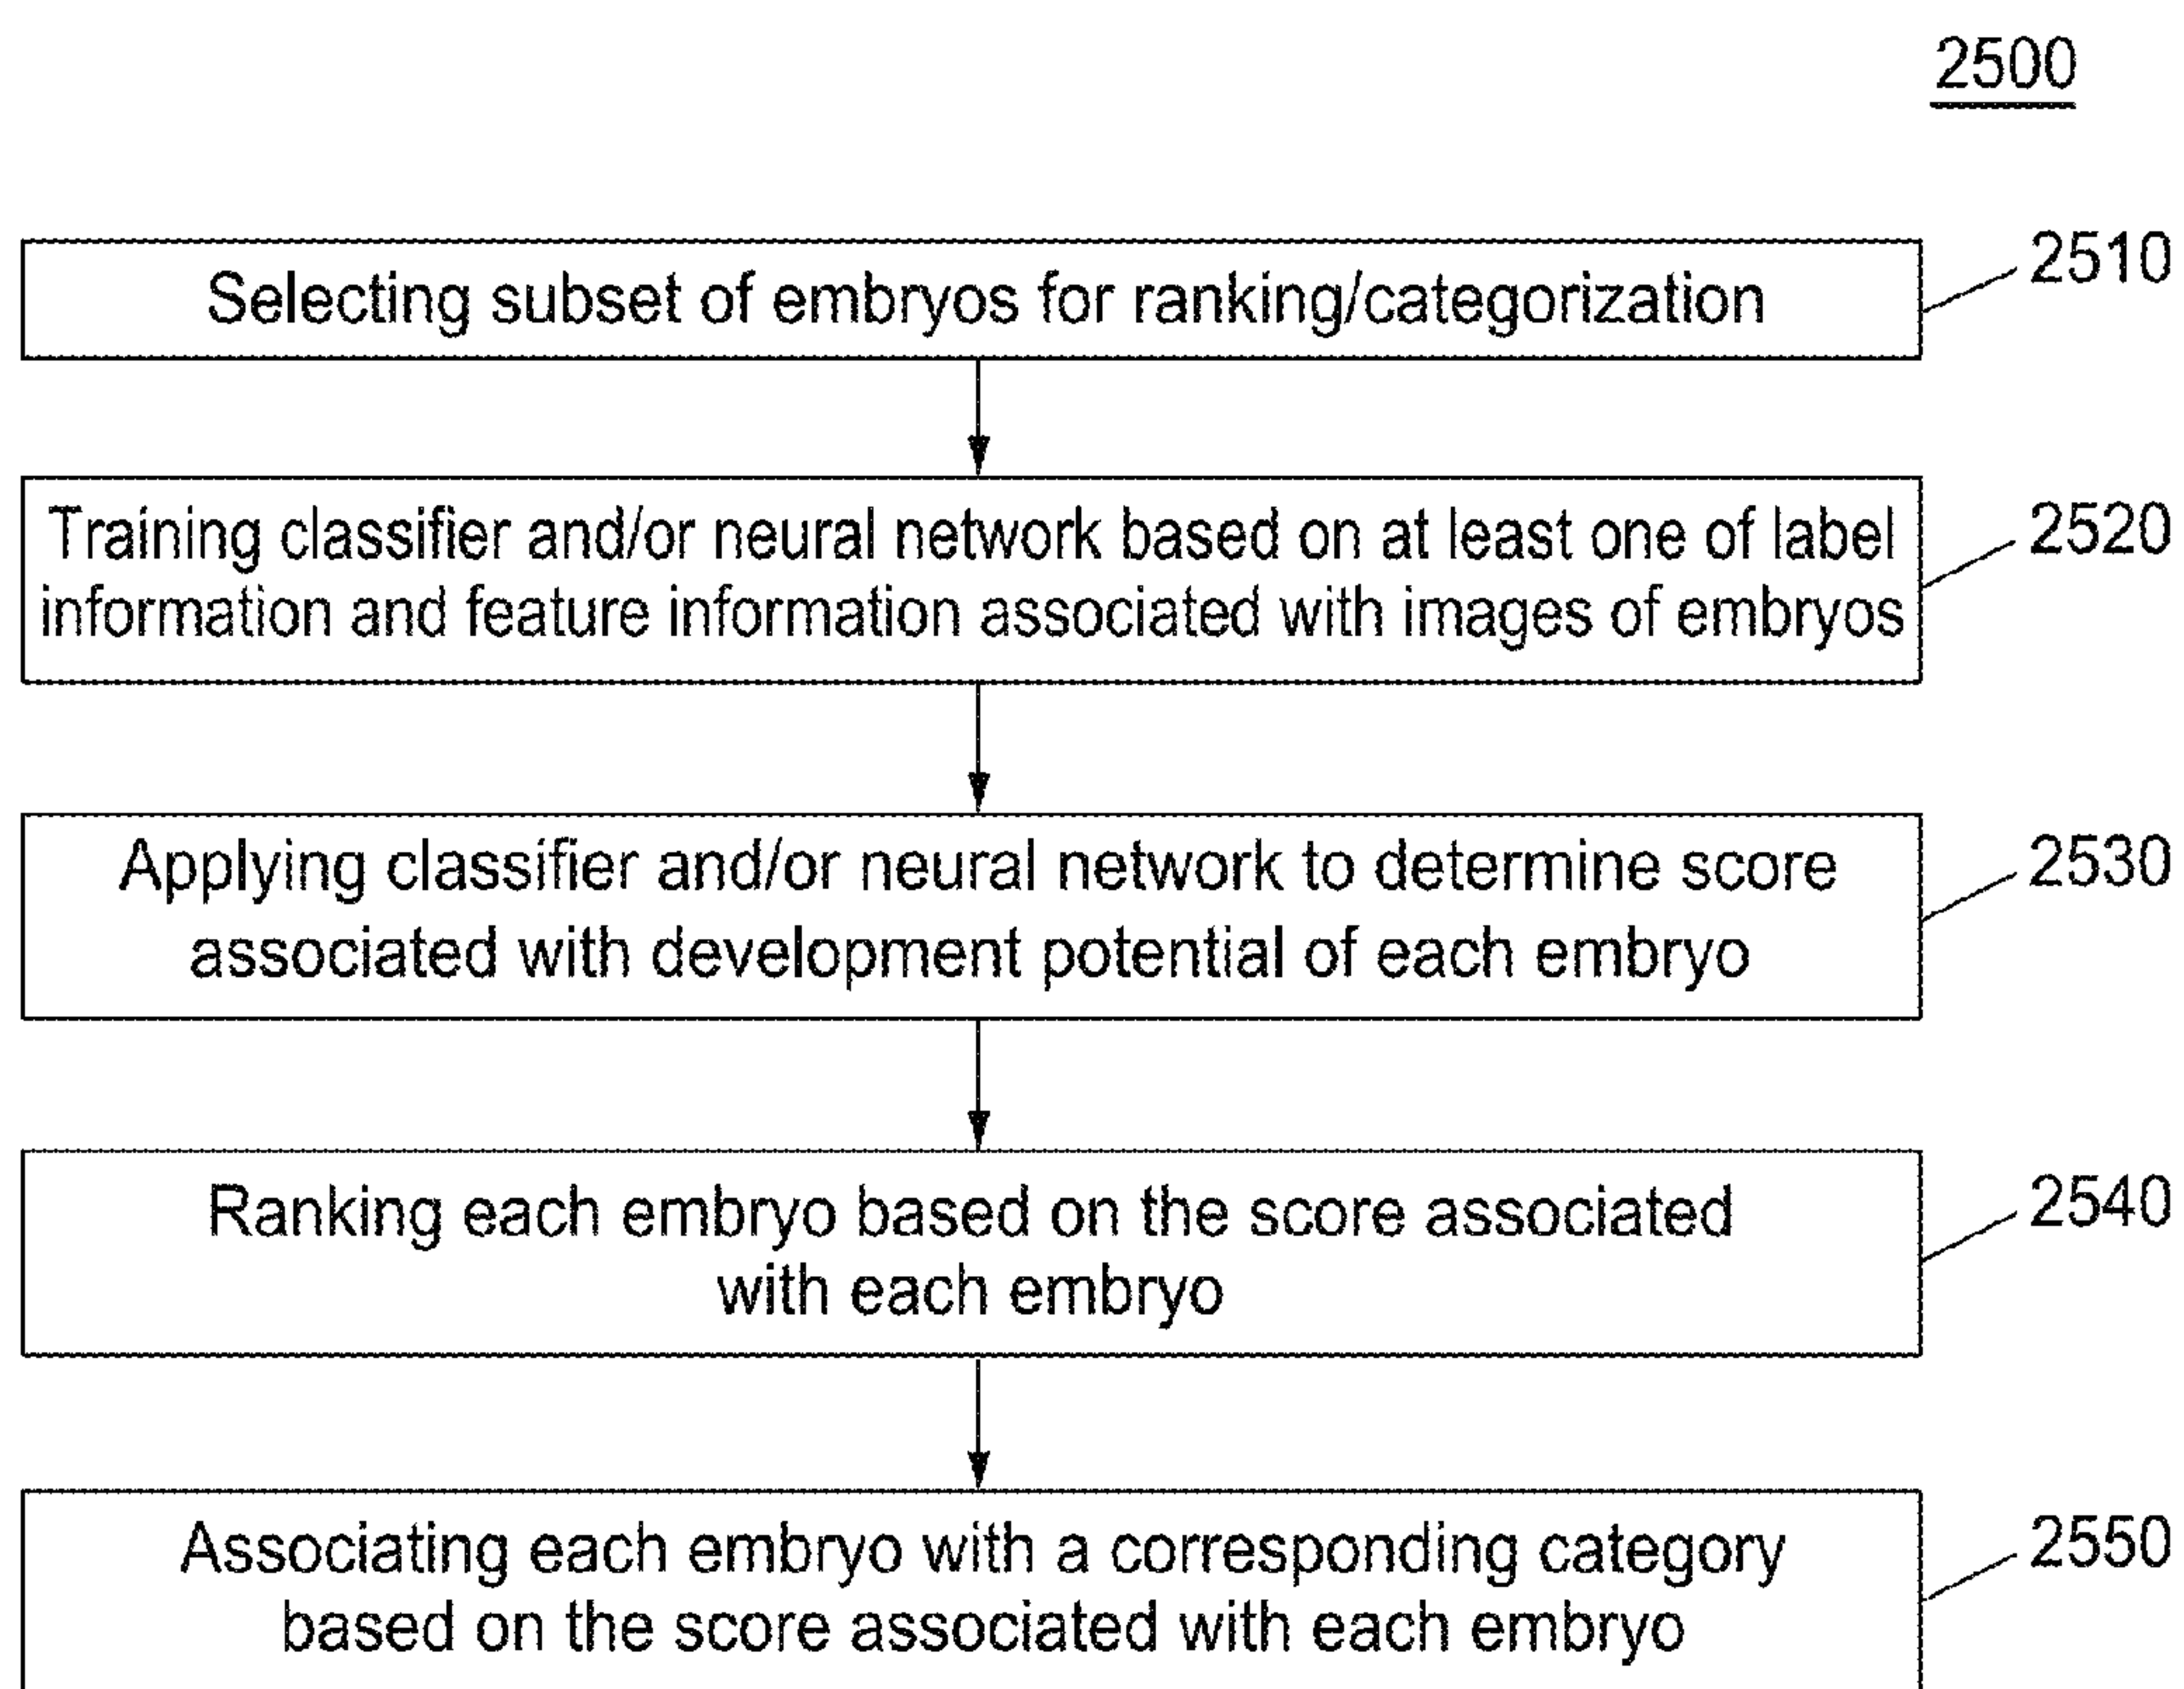 2500
Selecting subset of embryos for ranking/categorization
2510
Training classifier and/or neural network based on at least one of label
information and feature information associated with images of embryos
2520
Applying classifier and/or neural network to determine score
associated with development potential of each embryo
2530
Ranking each embryo based on the score associated
with each embryo
2540
Associating each embryo with a corresponding category
based on the score associated with each embryo
2550